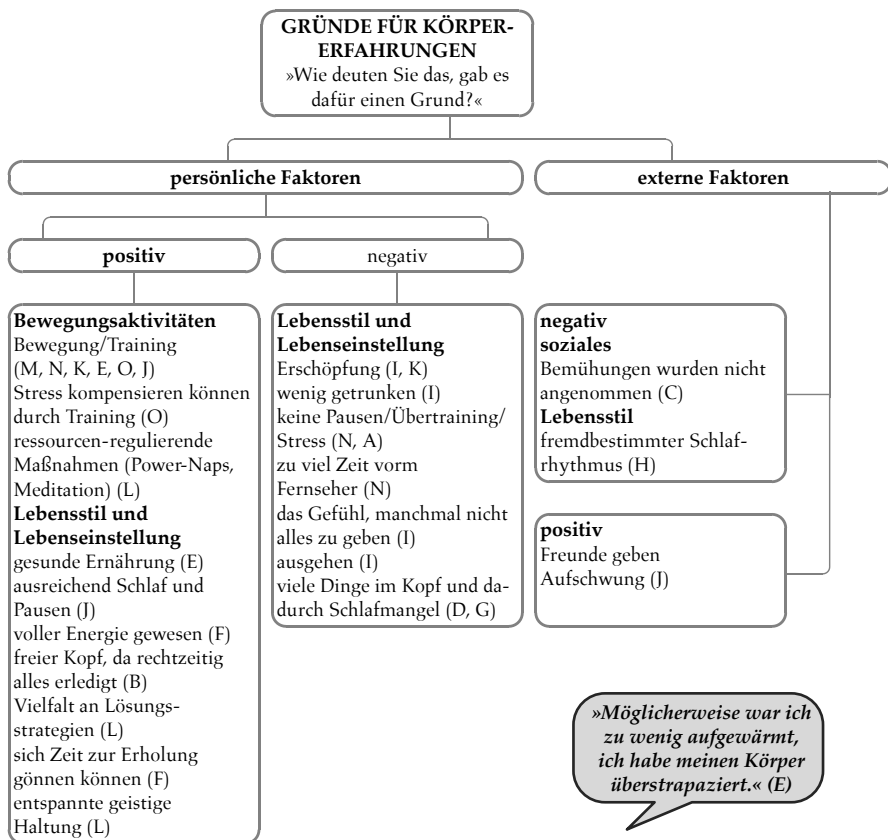 GRÜNDE FÜR KÖRPER-
ERFAHRUNGEN
»Wie deuten Sie das, gab es
dafür einen Grund?«
persönliche Faktoren
externe Faktoren
positiv
negativ
Bewegungsaktivitäten
Bewegung/Training
(M, N, K, E, O, J)
Stress kompensieren können
durch Training (O)
ressourcen-regulierende
Maßnahmen (Power-Naps,
Meditation) (L)
Lebensstil und
Lebenseinstellung
gesunde Ernährung (E)
ausreichend Schlaf und
Pausen (J)
voller Energie gewesen (F)
freier Kopf, da rechtzeitig
alles erledigt (B)
Vielfalt an Lösungs-
strategien (L)
sich Zeit zur Erholung
gönnen können (F)
entspannte geistige
Haltung (L)
Lebensstil und
Lebenseinstellung
Erschöpfung (I, K)
wenig getrunken (I)
keine Pausen/Übertraining/
Stress (N, A)
zu viel Zeit vorm
Fernseher (N)
das Gefühl, manchmal nicht
alles zu geben (I)
ausgehen (I)
viele Dinge im Kopf und da-
durch Schlafmangel (D, G)
negativ
soziales
Bemühungen wurden nicht
angenommen (C)
Lebensstil
fremdbestimmter Schlaf-
rhythmus (H)
positiv
Freunde geben
Aufschwung (J)
»Möglicherweise war ich
zu wenig aufgewärmt,
ich habe meinen Körper
überstrapaziert.« (E)